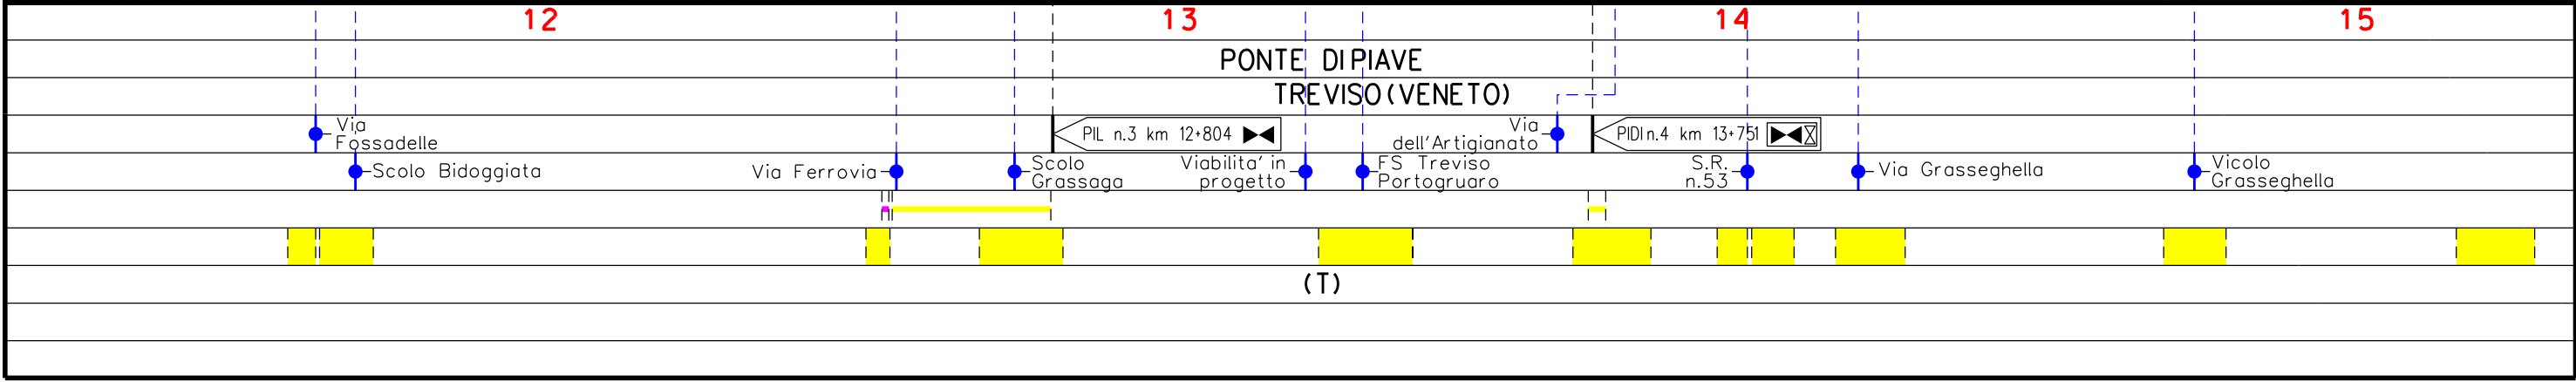 12 13 14 15
PONTE DI PIAVE
TREVISO (VENETO)
Via
Fossadelle
PIL n.3 km 12+804
Via
dell'Artigianato
PIDI n.4 km 13+751
Scolo Bidoggiata
Via Ferrovia
Scolo
Grassaga
Viabilita' in
progetto
FS Treviso
Portogruaro
S.R.
n.53
Via Grasseghella
Vicolo
Grasseghella
(T)